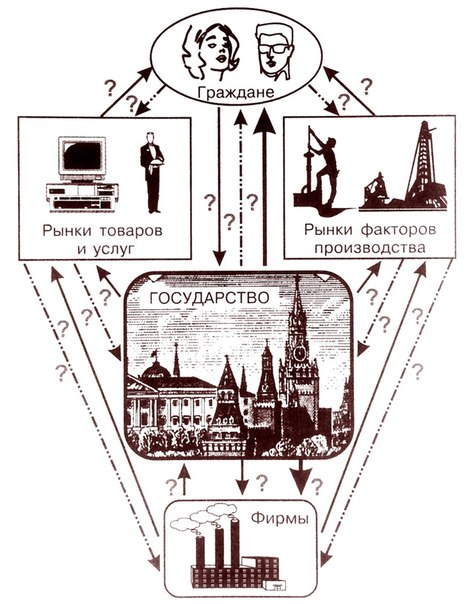 Граждане
?
?
?
?
Рынки товаров
и услуг
Рынки факторов
производства
?
?
?
?
?
ГОСУДАРСТВО
?
?
?
?
?
?
?
Фирмы